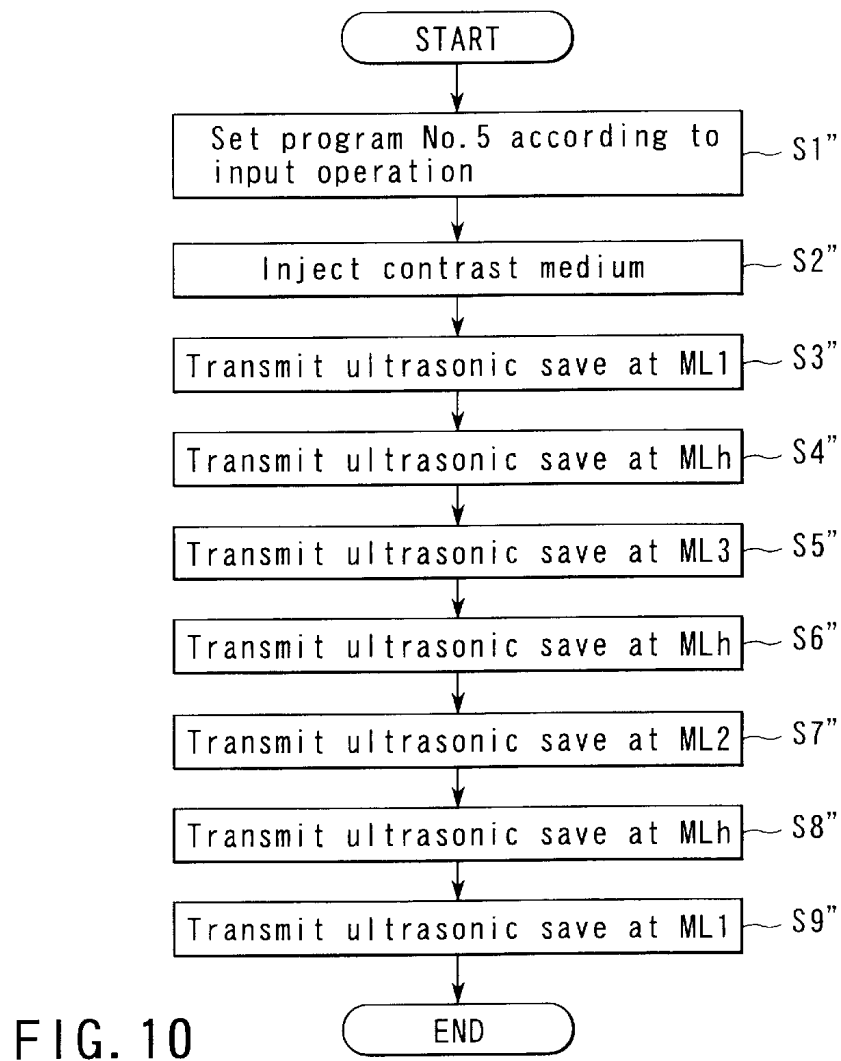 START
Set program No.5 according to
input operation
S1"
Inject contrast medium
S2"
Transmit ultrasonic save at ML1
S3"
Transmit ultrasonic save at MLh
S4"
Transmit ultrasonic save at ML3
S5"
Transmit ultrasonic save at MLh
S6"
Transmit ultrasonic save at ML2
S7"
Transmit ultrasonic save at MLh
S8"
Transmit ultrasonic save at ML1
S9"
END
FIG. 10